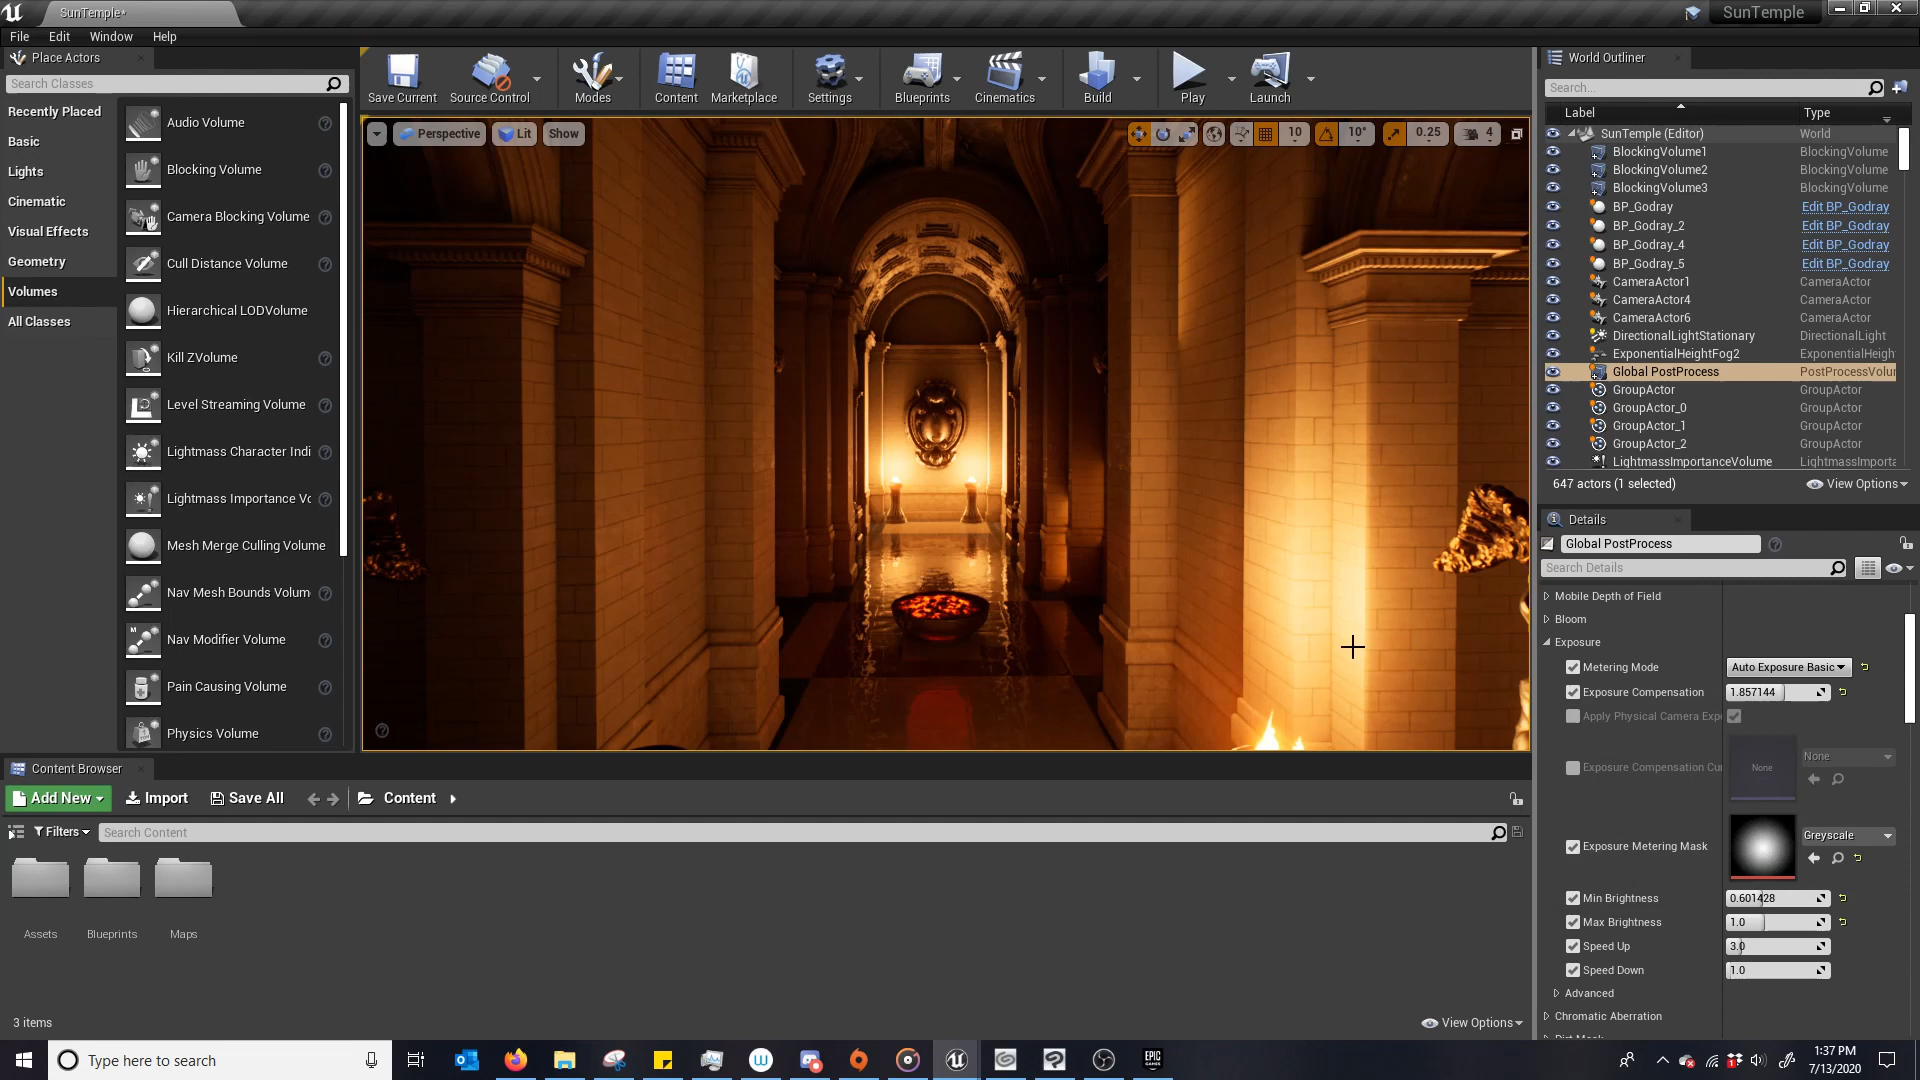 SunTemple*
SunTemple
File Edit Window Help
Place Actors
Search Classes
Recently Placed
Basic
Lights
Cinematic
Visual Effects
Geometry
Volumes
All Classes
Audio Volume
Blocking Volume
Camera Blocking Volume
Cull Distance Volume
Hierarchical LODVolume
Kill ZVolume
Level Streaming Volume
Lightmass Character Indi
Lightmass Importance Vc
Mesh Merge Culling Volume
Nav Mesh Bounds Volum
Nav Modifier Volume
Pain Causing Volume
Physics Volume
Save Current Source Control Modes Content Marketplace Settings Blueprints Cinematics Build Play Launch
Perspective Lit Show 10 10° 0.25 4
World Outliner
Search...
Label Type
SunTemple (Editor) World
BlockingVolume1 BlockingVolume
BlockingVolume2 BlockingVolume
BlockingVolume3 BlockingVolume
BP_Godray Edit BP_Godray
BP_Godray_2 Edit BP_Godray
BP_Godray_4 Edit BP_Godray
BP_Godray_5 Edit BP_Godray
CameraActor1 CameraActor
CameraActor4 CameraActor
CameraActor6 CameraActor
DirectionalLightStationary DirectionalLight
ExponentialHeightFog2 ExponentialHeigh
Global PostProcess PostProcessVolur
GroupActor GroupActor
GroupActor_0 GroupActor
GroupActor_1 GroupActor
GroupActor_2 GroupActor
LightmassImportanceVolume LightmassImporta
647 actors (1 selected) View Options
Details
Global PostProcess
Search Details
Mobile Depth of Field
Bloom
Exposure
Metering Mode Auto Exposure Basic
Exposure Compensation 1.857144
Apply Physical Camera Expo
Exposure Compensation Cur None None
Exposure Metering Mask Greyscale
Min Brightness 0.601428
Max Brightness 1.0
Speed Up 3.0
Speed Down 1.0
Advanced
Chromatic Aberration
Dirt Mask
Content Browser
Add New Import Save All Content
Filters Search Content
Assets Blueprints Maps
3 items View Options
Type here to search
EPIC GAMES
1:37 PM
7/13/2020